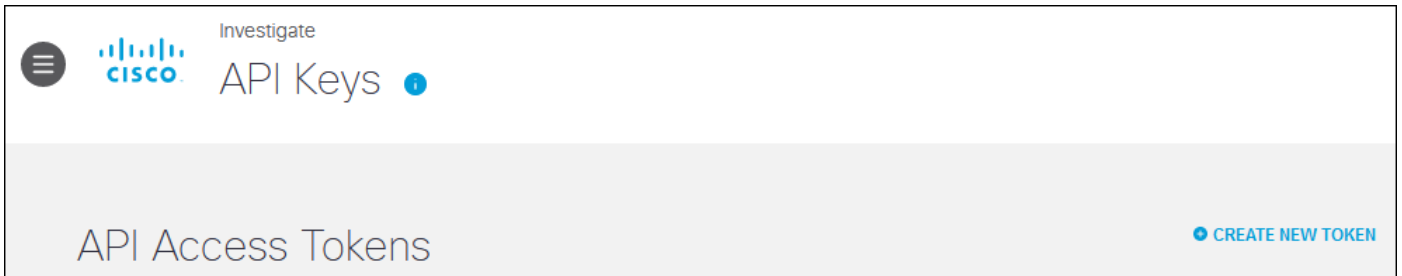 Investigate
CISCO
API Keys
API Access Tokens
CREATE NEW TOKEN